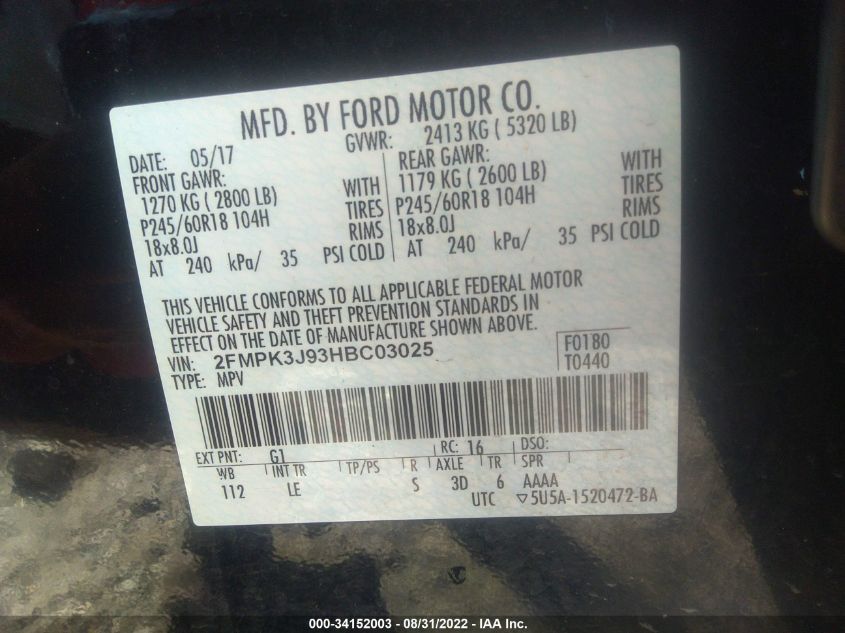 MFD. BY FORD MOTOR CO.
DATE: 05/17 GVWR: 2413 KG ( 5320 LB)
FRONT GAWR: REAR GAWR:
1270 KG ( 2800 LB) WITH 1179 KG ( 2600 LB) WITH
P245/60R18 104H TIRES P245/60R18 104H TIRES
18x8.0J RIMS 18x8.0J RIMS
AT 240 kPa/ 35 PSI COLD AT 240 kPa/ 35 PSI COLD
THIS VEHICLE CONFORMS TO ALL APPLICABLE FEDERAL MOTOR
VEHICLE SAFETY AND THEFT PREVENTION STANDARDS IN
EFFECT ON THE DATE OF MANUFACTURE SHOWN ABOVE.
VIN: 2FMPK3J93HBC03025 F0180
TYPE: MPV T0440
EXT PNT: G1 RC: 16 DSO:
WB INT TR TP/PS R AXLE TR SPR
112 LE S 3D 6 AAAA
UTC ▽5U5A-1520472-BA
000-34152003 - 08/31/2022 - IAA Inc.